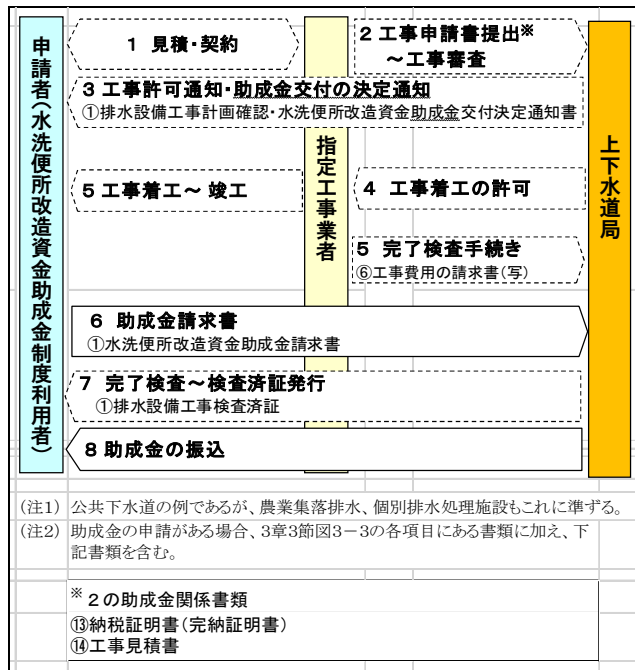 申請者（水洗便所改造資金助成金制度利用者）
指定工事業者
上下水道局
１ 見積・契約
２ 工事申請書提出※
～工事審査
３ 工事許可通知・助成金交付の決定通知
①排水設備工事計画確認・水洗便所改造資金助成金交付決定通知書
５ 工事着工～ 竣工
４ 工事着工の許可
５ 完了検査手続き
⑥工事費用の請求書（写）
６ 助成金請求書
①水洗便所改造資金助成金請求書
７ 完了検査～検査済証発行
①排水設備工事検査済証
８ 助成金の振込
（注1） 公共下水道の例であるが、農業集落排水、個別排水処理施設もこれに準ずる。
（注2） 助成金の申請がある場合、3章3節図3－3の各項目にある書類に加え、下
記書類を含む。
※ ２の助成金関係書類
⑬納税証明書（完納証明書）
⑭工事見積書